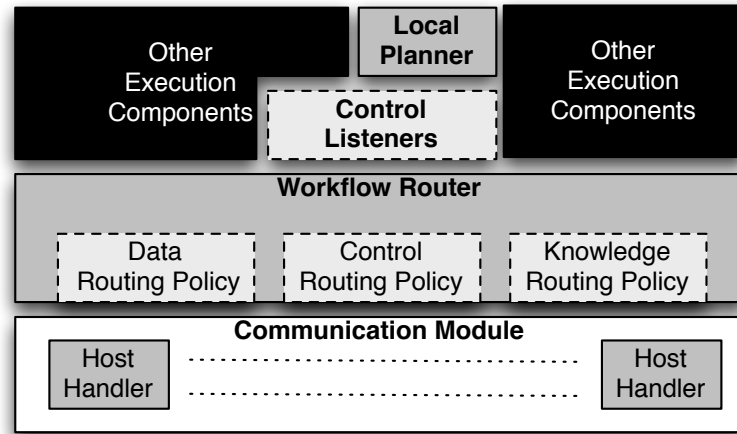 Other
Execution
Components
Local
Planner
Other
Execution
Components
Control
Listeners
Workflow Router
Data
Routing Policy
Control
Routing Policy
Knowledge
Routing Policy
Communication Module
Host
Handler
Host
Handler